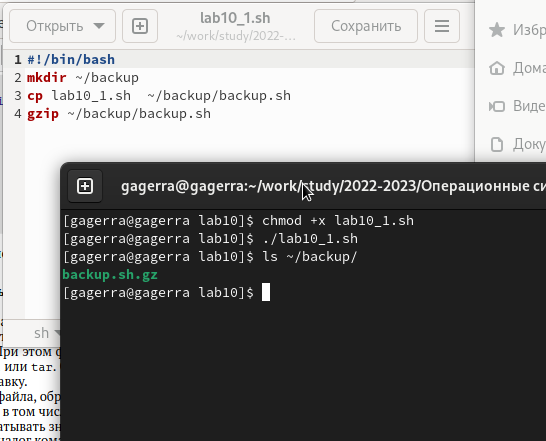 Открыть
lab10_1.sh
~/work/study/2022-...
Сохранить
1 #!/bin/bash
2 mkdir ~/backup
3 cp lab10_1.sh  ~/backup/backup.sh
4 gzip ~/backup/backup.sh
Избр
Дома
Виде
Доку
gagerra@gagerra:~/work/study/2022-2023/Операционные си
[gagerra@gagerra lab10]$ chmod +x lab10_1.sh
[gagerra@gagerra lab10]$ ./lab10_1.sh
[gagerra@gagerra lab10]$ ls ~/backup/
backup.sh.gz
[gagerra@gagerra lab10]$
sh
При этом ф
или tar.
авку.
файла, обр
в том числ
атывать зн